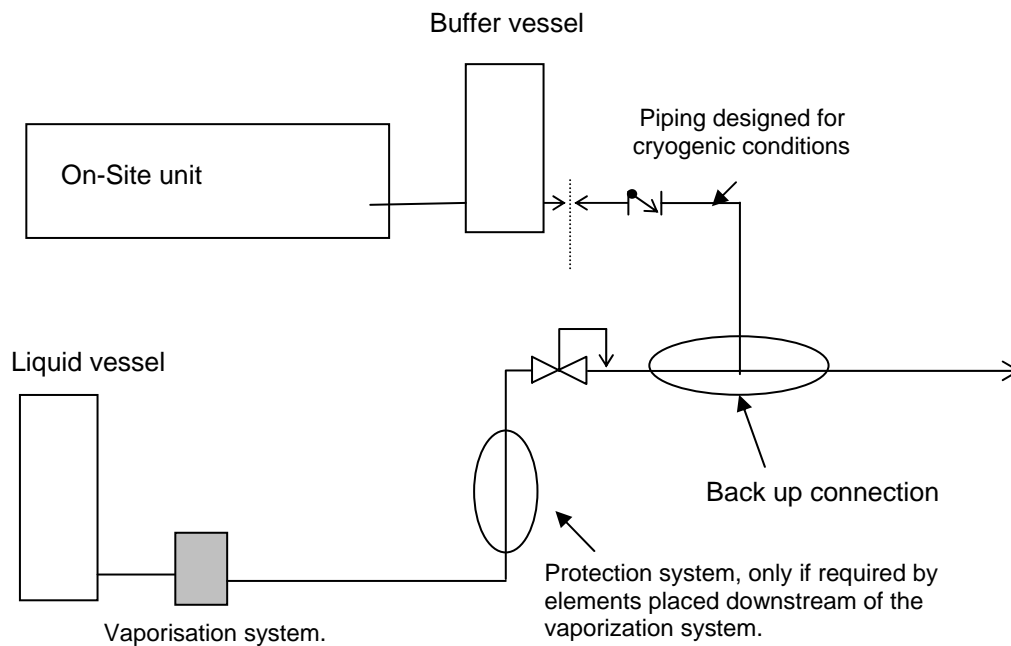 Buffer vessel
Piping designed for
cryogenic conditions
On-Site unit
Liquid vessel
Back up connection
Protection system, only if required by
elements placed downstream of the
vaporization system.
Vaporisation system.